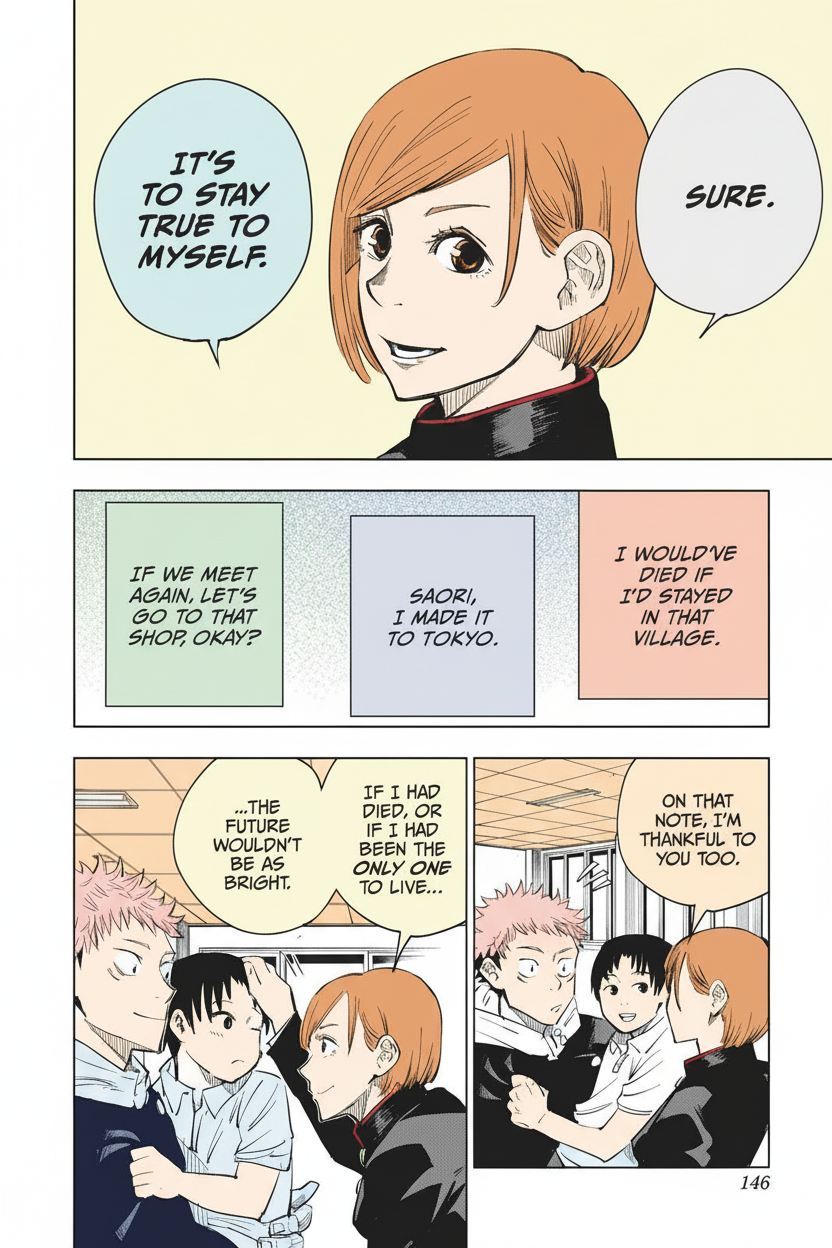 SURE.
IT'S
TO STAY
TRUE TO
MYSELF.
I WOULD'VE
DIED IF
I'D STAYED
IN THAT
VILLAGE.
SAORI,
I MADE IT
TO TOKYO.
IF WE MEET
AGAIN, LET'S
GO TO THAT
SHOP, OKAY?
ON THAT
NOTE, I'M
THANKFUL TO
YOU TOO.
IF I HAD
DIED, OR
IF I HAD
BEEN THE
ONLY ONE
TO LIVE...
...THE
FUTURE
WOULDN'T
BE AS
BRIGHT.
146